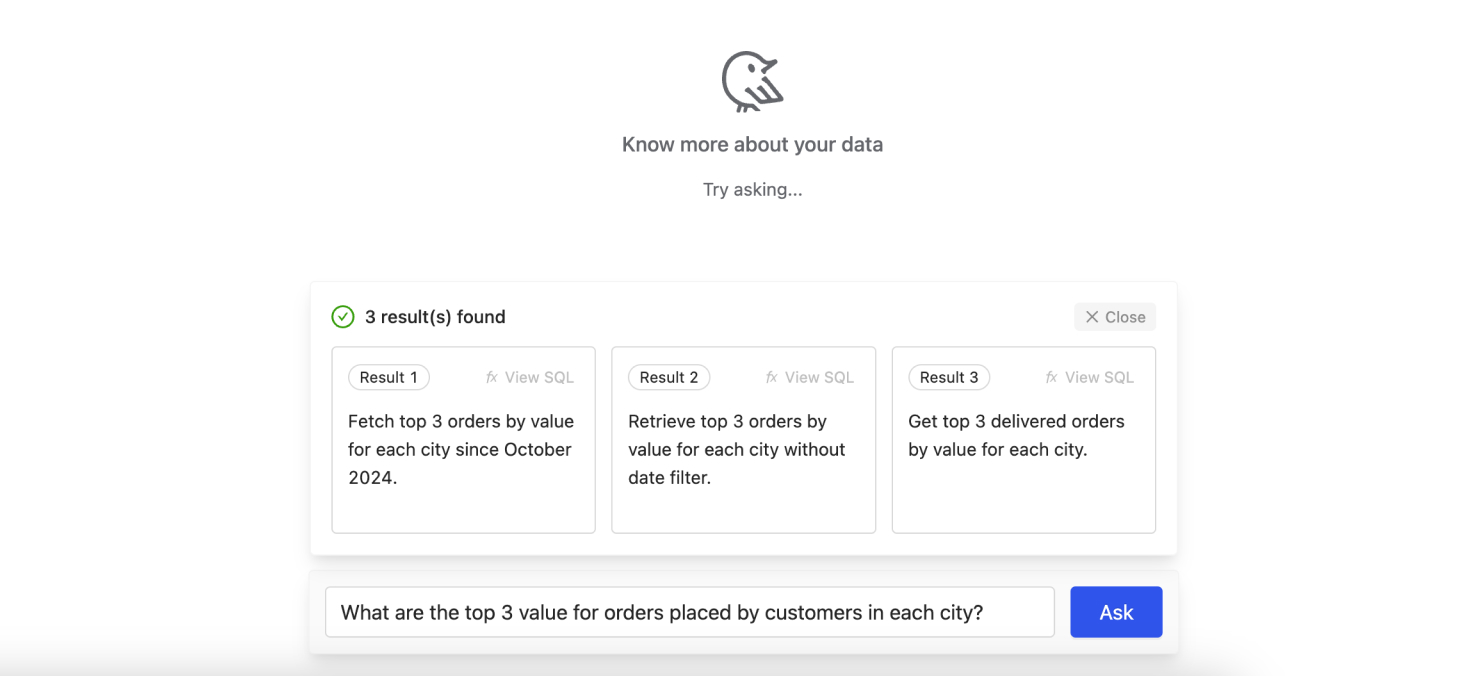 Know more about your data
Try asking...
3 result(s) found
Close
Result 1
fx View SQL
Fetch top 3 orders by value
for each city since October
2024.
Result 2
fx View SQL
Retrieve top 3 orders by
value for each city without
date filter.
Result 3
fx View SQL
Get top 3 delivered orders
by value for each city.
What are the top 3 value for orders placed by customers in each city?
Ask